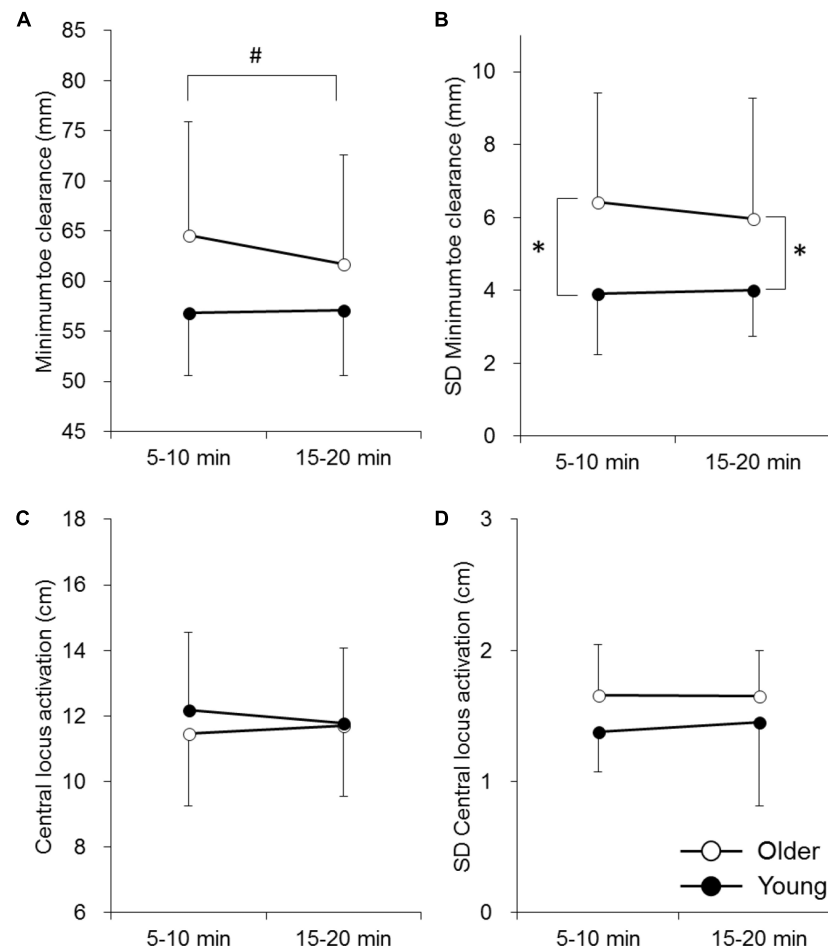 A
85
80
75
70
65
60
55
50
45
Minimum toe clearance (mm)
#
5-10 min 15-20 min
B
10
8
6
4
2
0
SD Minimum toe clearance (mm)
*
*
5-10 min 15-20 min
C
18
16
14
12
10
8
6
Central locus activation (cm)
5-10 min 15-20 min
D
3
2
1
0
SD Central locus activation (cm)
Older
Young
5-10 min 15-20 min